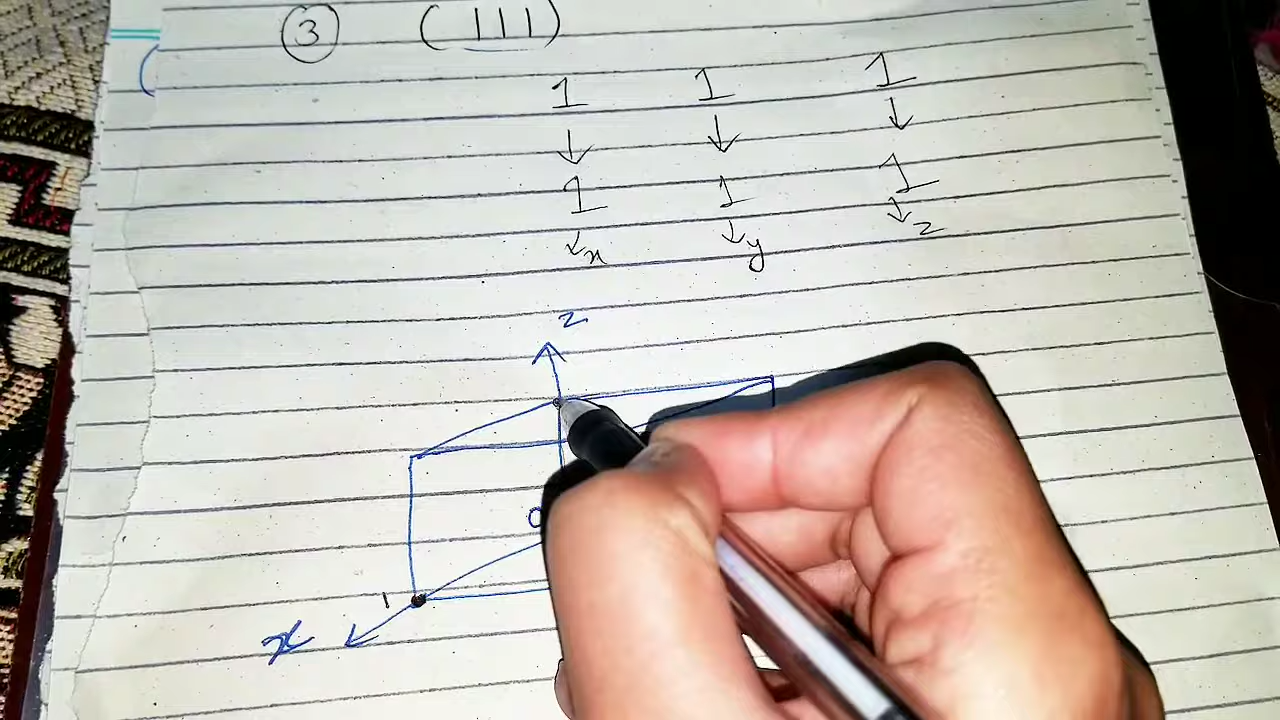 3 (111)
1 1 1
↓ ↓ ↓
1 1 1
↓x ↓y ↓z
z
0
1
x